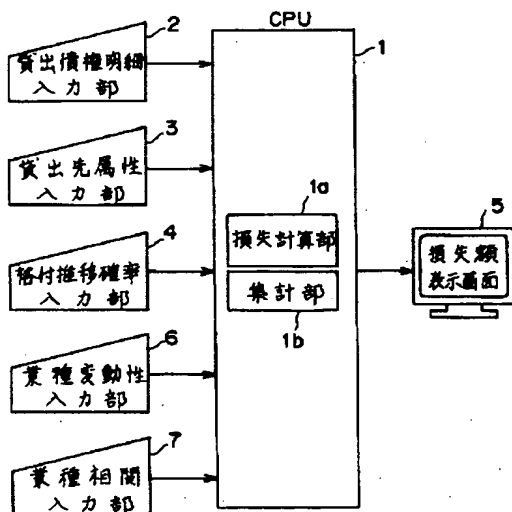 CPU
1
2
貸出債権明細
入力部
3
貸出先属性
入力部
4
格付推移確率
入力部
6
業種変動性
入力部
7
業種相関
入力部
1a
損失計算部
集計部
1b
5
損失額
表示画面